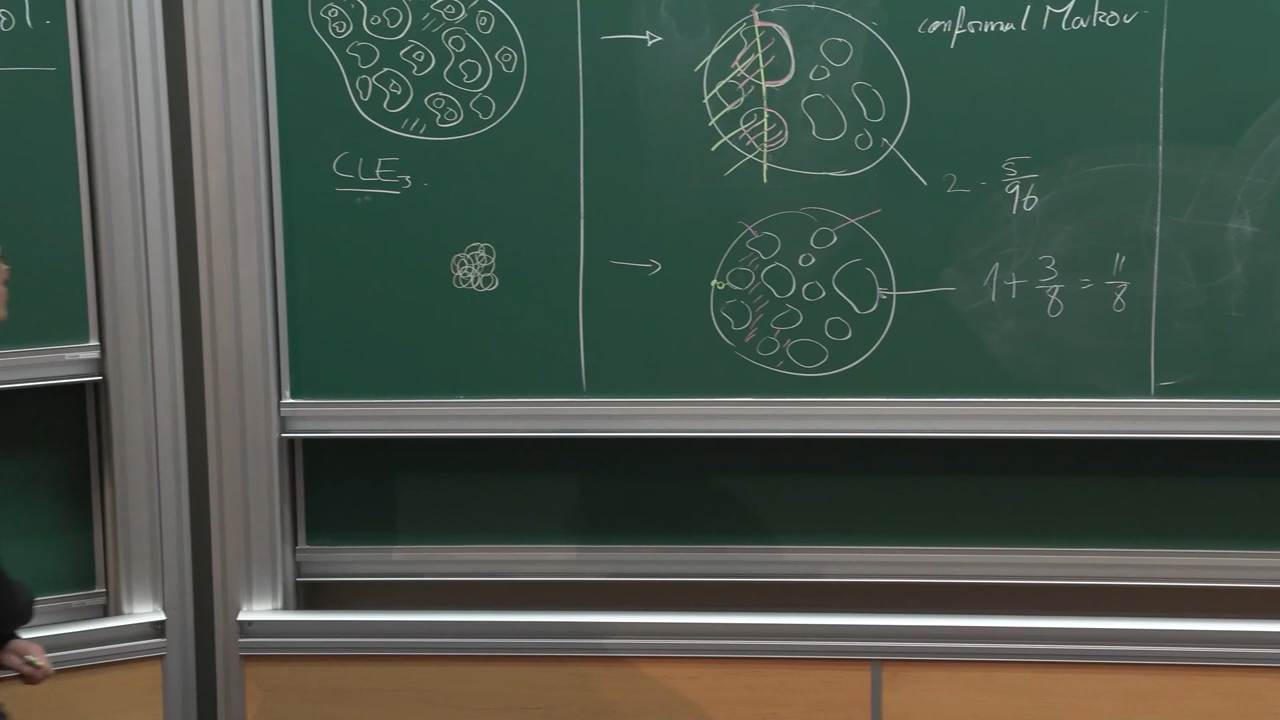 conformal Markov.
CLE₃.
2 - 5/96
1 + 3/8 = 11/8